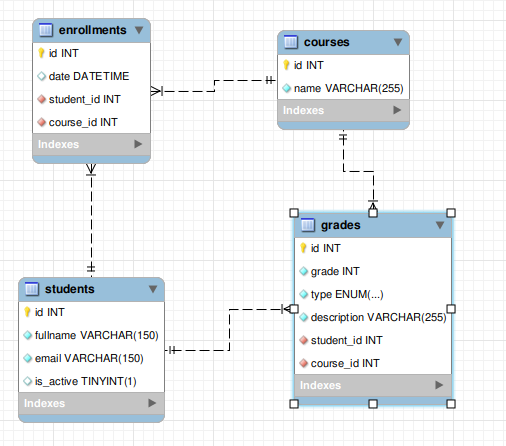 enrollments
id INT
date DATETIME
student_id INT
course_id INT
Indexes
courses
id INT
name VARCHAR(255)
Indexes
students
id INT
fullname VARCHAR(150)
email VARCHAR(150)
is_active TINYINT(1)
Indexes
grades
id INT
grade INT
type ENUM(...)
description VARCHAR(255)
student_id INT
course_id INT
Indexes